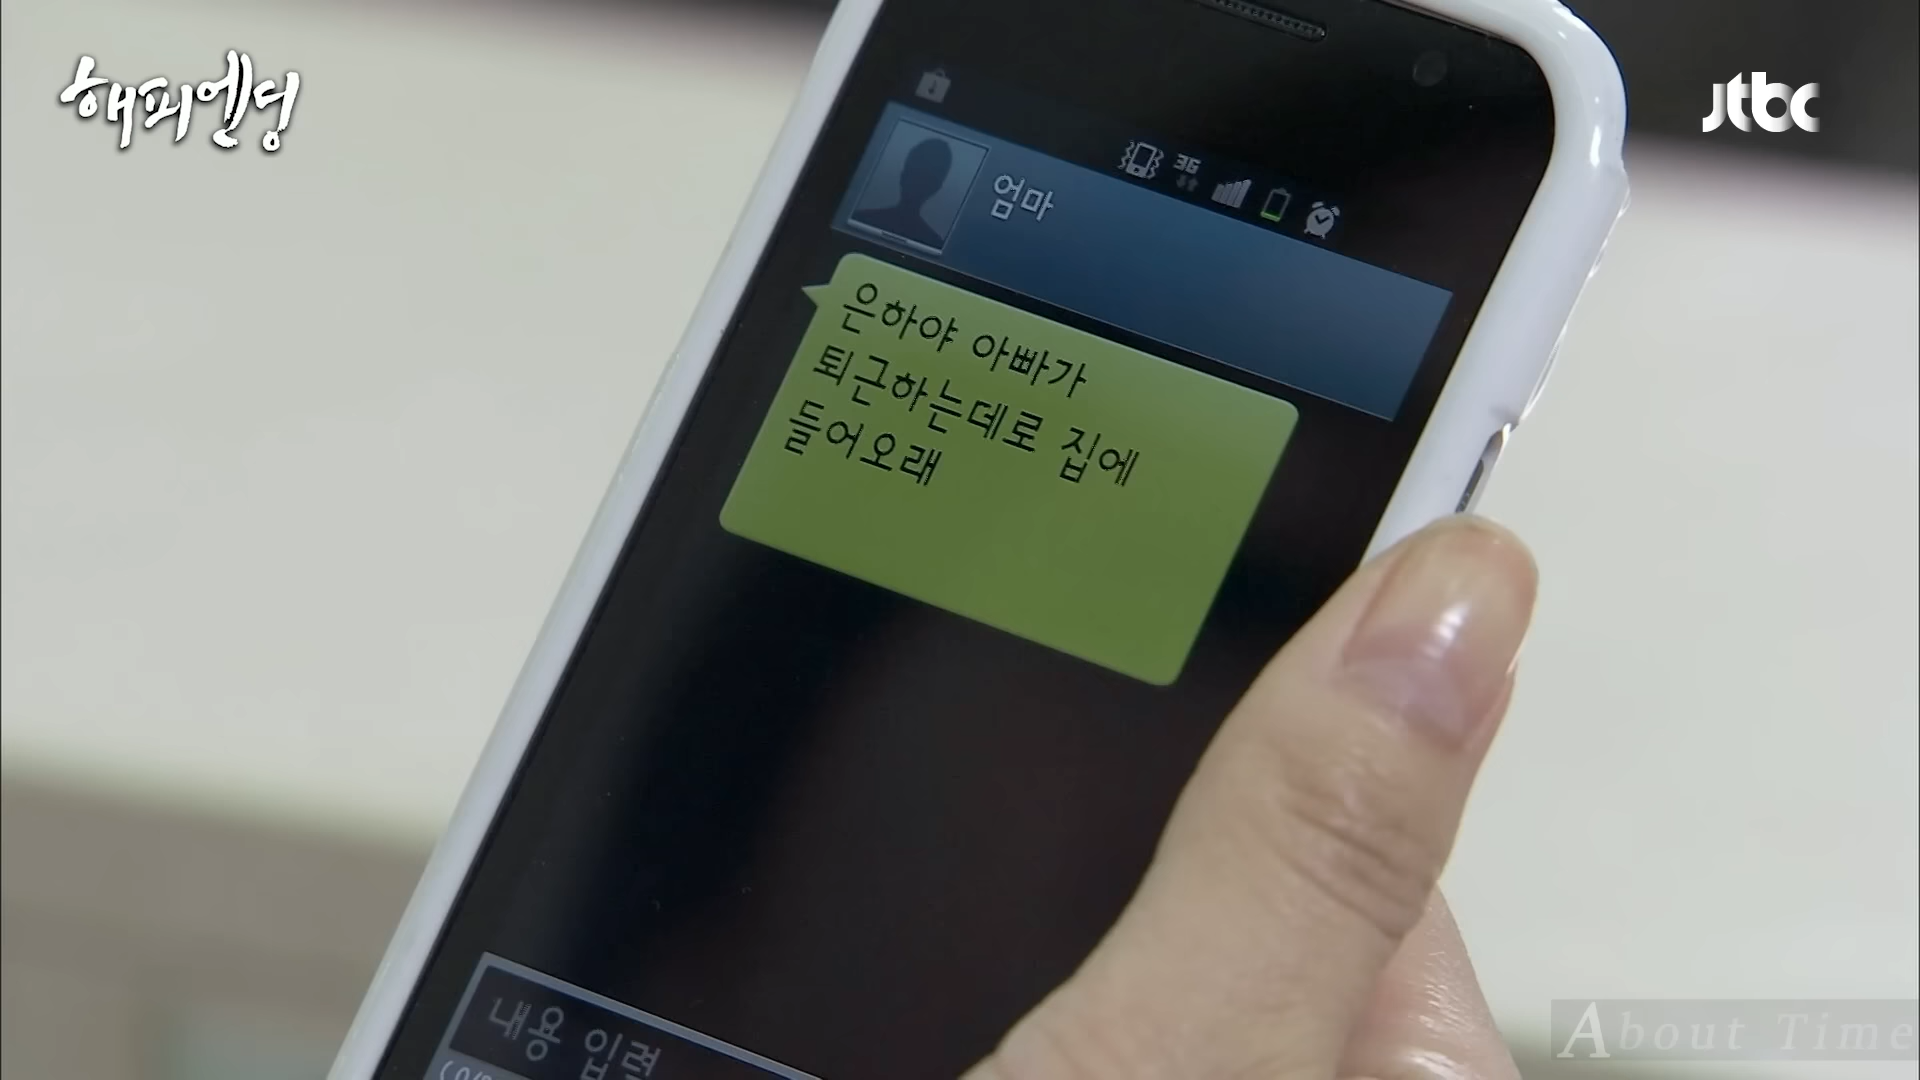 해피엔딩
jtbc
3G
엄마
은하야 아빠가
퇴근하는데로 집에
들어오래
내용 입력
About Time